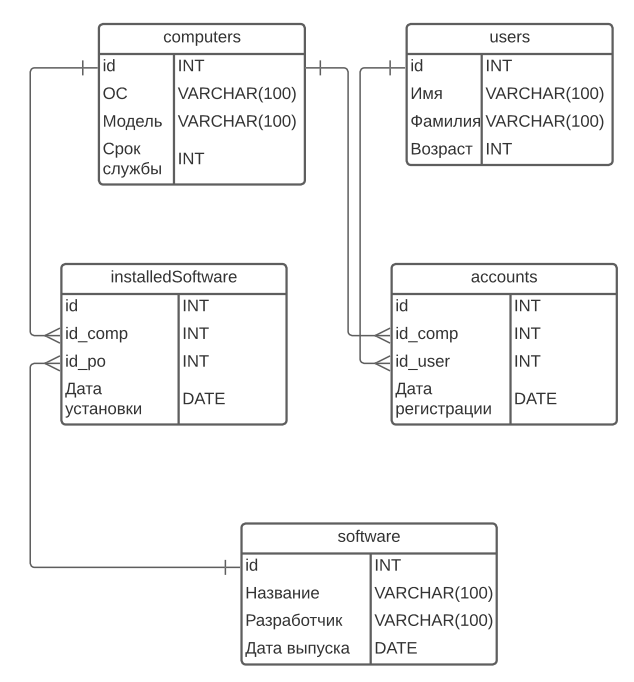 computers
id INT
ОС VARCHAR(100)
Модель VARCHAR(100)
Срок
службы INT
users
id INT
Имя VARCHAR(100)
Фамилия VARCHAR(100)
Возраст INT
installedSoftware
id INT
id_comp INT
id_po INT
Дата
установки DATE
accounts
id INT
id_comp INT
id_user INT
Дата
регистрации DATE
software
id INT
Название VARCHAR(100)
Разработчик VARCHAR(100)
Дата выпуска DATE